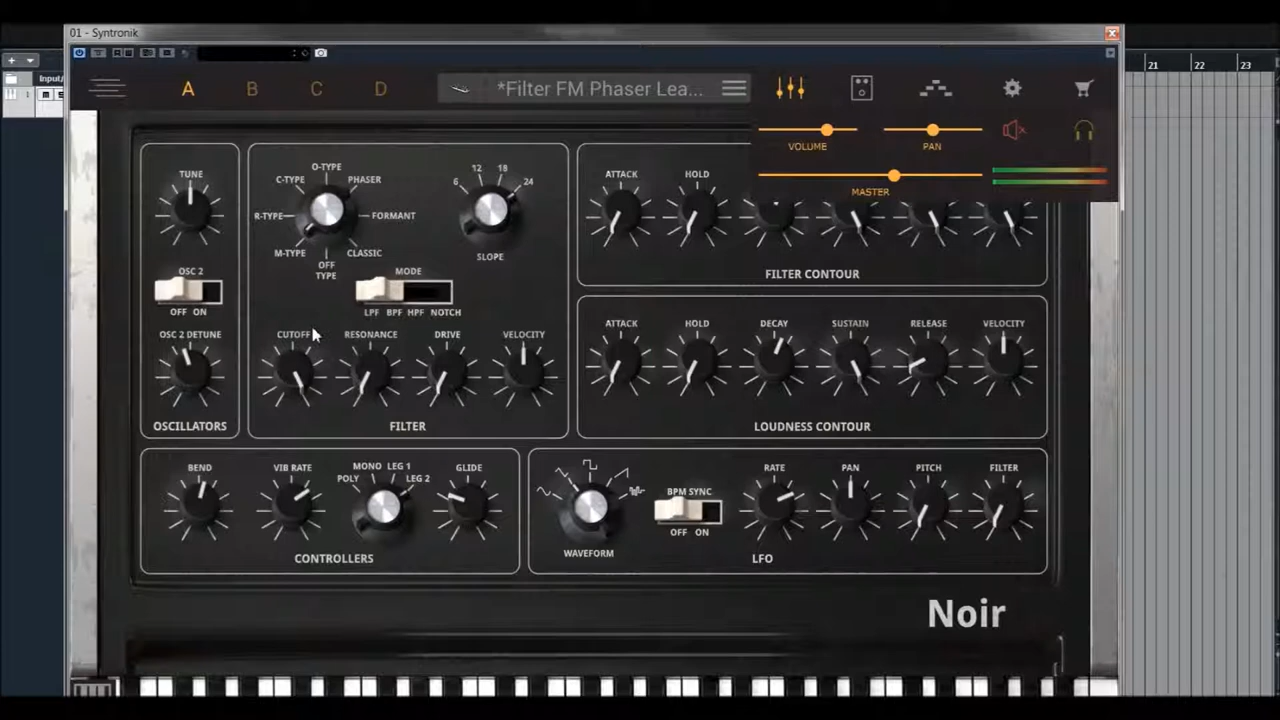 01 - Syntronik
Input/
A B C D
*Filter FM Phaser Lea...
VOLUME PAN
MASTER
21 22 23
TUNE
OSC 2
OFF ON
OSC 2 DETUNE
OSCILLATORS
O-TYPE
C-TYPE PHASER
R-TYPE FORMANT
M-TYPE CLASSIC
OFF
TYPE
6 12 18 24
SLOPE
MODE
LPF BPF HPF NOTCH
CUTOFF RESONANCE DRIVE VELOCITY
FILTER
ATTACK HOLD
FILTER CONTOUR
ATTACK HOLD DECAY SUSTAIN RELEASE VELOCITY
LOUDNESS CONTOUR
BEND VIB RATE
MONO LEG 1
POLY LEG 2
GLIDE
CONTROLLERS
WAVEFORM
BPM SYNC
OFF ON
RATE PAN PITCH FILTER
LFO
Noir